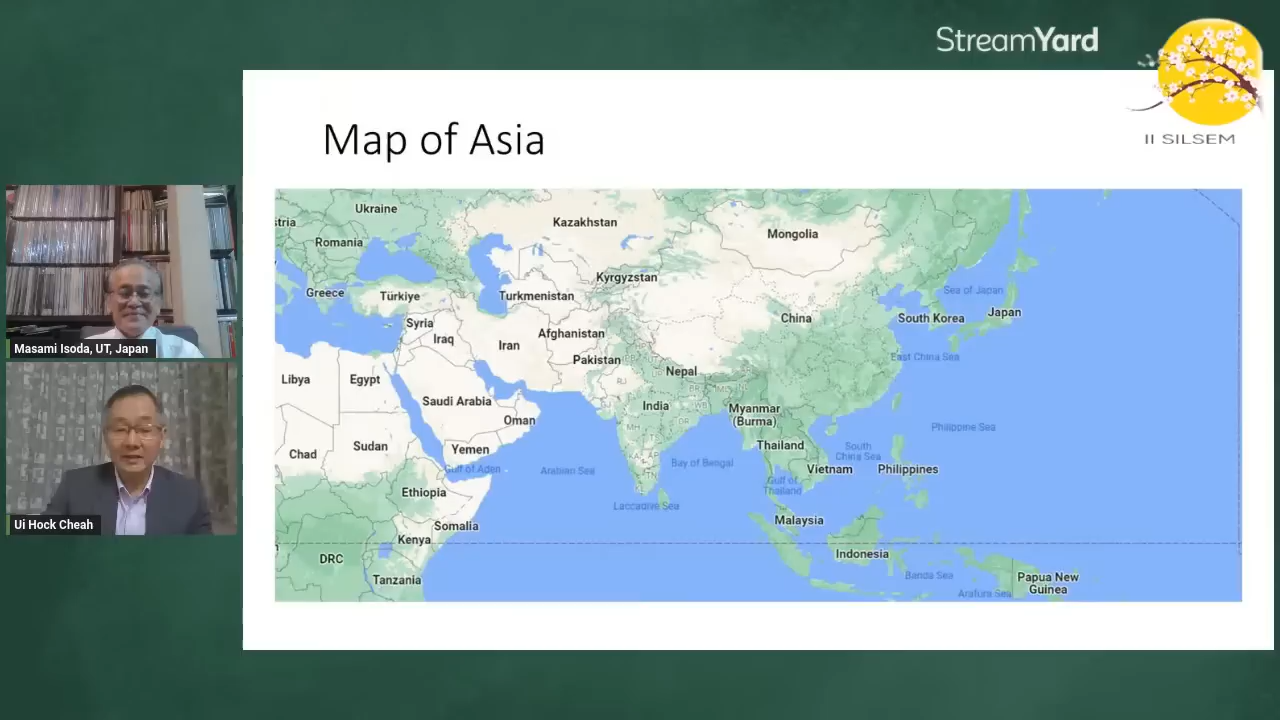 StreamYard
II SILSEM
Map of Asia
Ukraine
Kazakhstan
stria
Mongolia
Romania
Kyrgyzstan
Sea of Japan
Greece
Türkiye
Turkmenistan
Japan
China
South Korea
Syria
Afghanistan
Iraq
Iran
East China Sea
Pakistan
Nepal
Libya
Egypt
RJ
Saudi Arabia
India
Myanmar
(Burma)
Oman
Philippine Sea
MH
Sudan
Thailand
South
China Sea
Yemen
Chad
Bay of Bengal
Gulf of Aden
Arabian Sea
Vietnam
Philippines
Gulf of
Thailand
Ethiopia
Laccadive Sea
Malaysia
Somalia
Kenya
Indonesia
DRC
Banda Sea
Papua New
Guinea
Tanzania
Arafura Sea
Masami Isoda, UT, Japan
Ui Hock Cheah